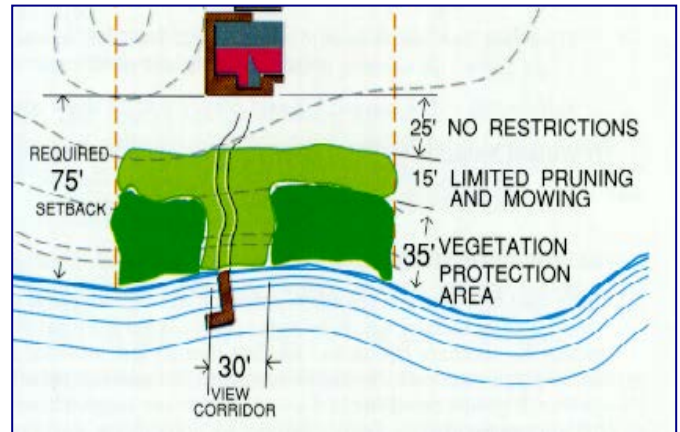 25' NO RESTRICTIONS
REQUIRED
75'
SETBACK
15' LIMITED PRUNING
AND MOWING
35' VEGETATION
PROTECTION
AREA
30'
VIEW
CORRIDOR